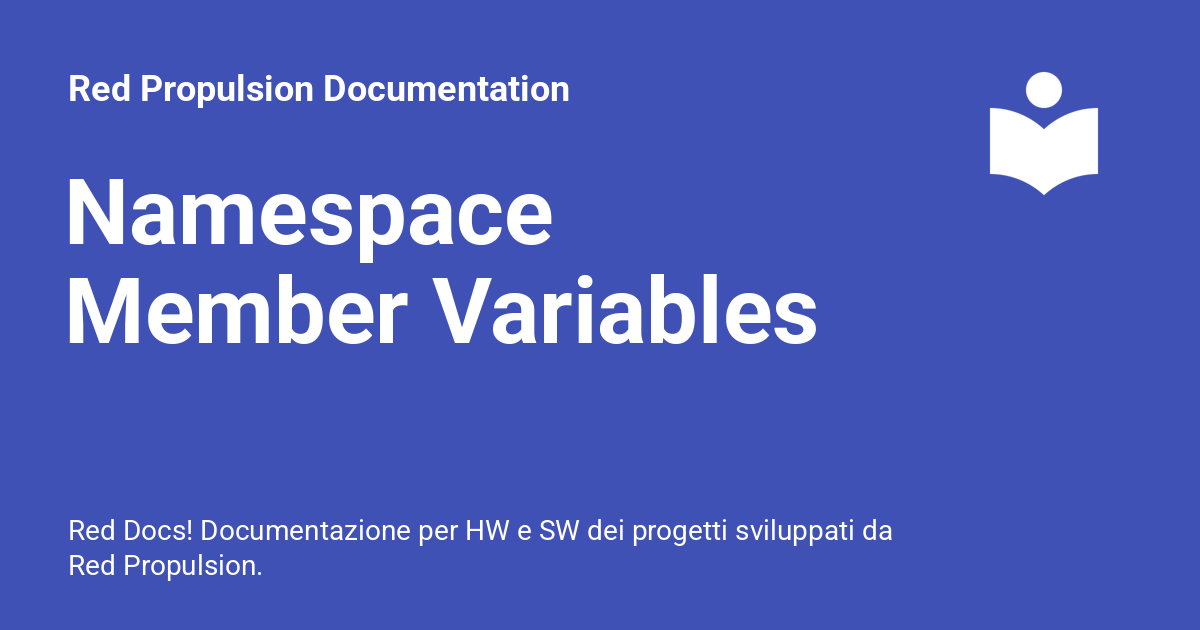 Red Propulsion Documentation
Namespace
Member Variables
Red Docs! Documentazione per HW e SW dei progetti sviluppati da
Red Propulsion.